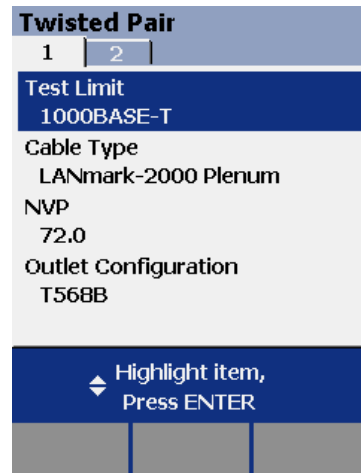 Twisted Pair
1 2
Test Limit
1000BASE-T
Cable Type
LANmark-2000 Plenum
NVP
72.0
Outlet Configuration
T568B
Highlight item,
Press ENTER